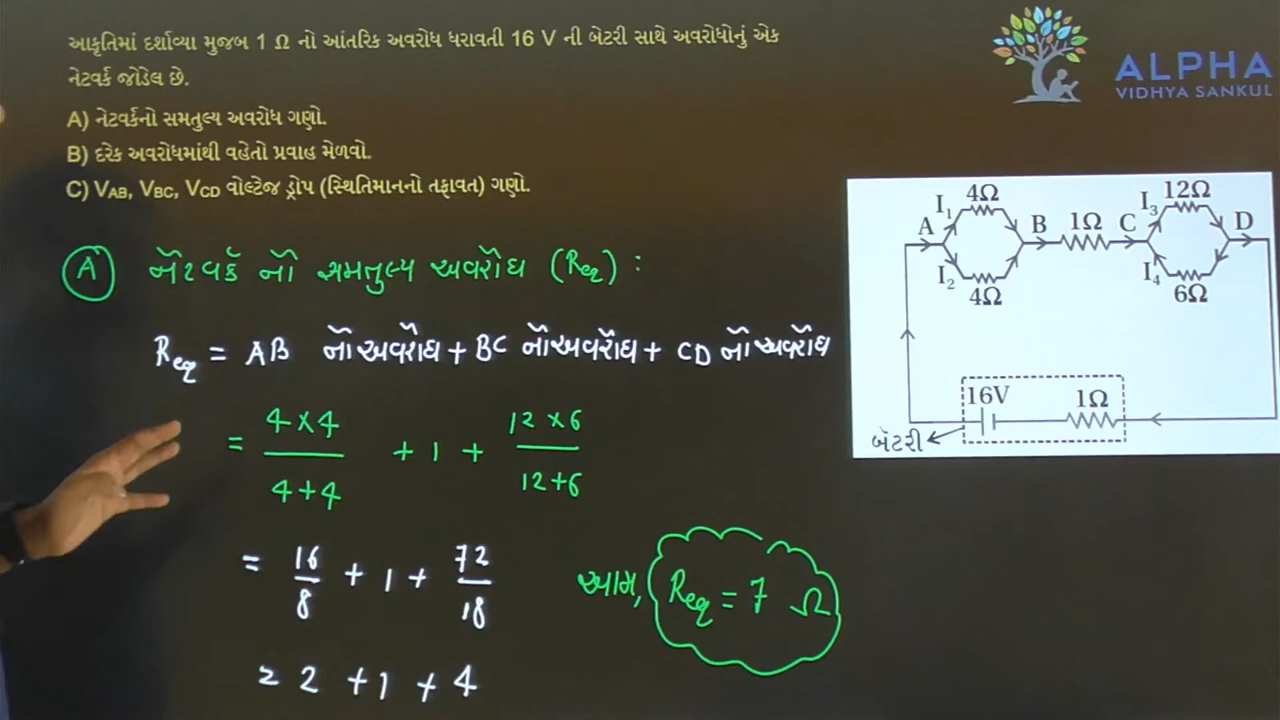 આકૃતિમાં દર્શાવ્યા મુજબ 1 Ω નો આંતરિક અવરોધ ધરાવતી 16 V ની બેટરી સાથે અવરોધોનું એક
નેટવર્ક જોડેલ છે.
A) નેટવર્કનો સમતુલ્ય અવરોધ ગણો.
B) દરેક અવરોધમાંથી વહેતો પ્રવાહ મેળવો.
C) VAB, VBC, VCD વોલ્ટેજ ડ્રોપ (સ્થિતિમાનનો તફાવત) ગણો.
ALPHA
VIDHYA SANKUL
A નેટવર્ક નો સમતુલ્ય અવરોધ (Req) :
Req = AB નો અવરોધ + BC નો અવરોધ + CD નો અવરોધ
= 4 × 4 / 4 + 4 + 1 + 12 × 6 / 12 + 6
= 16/8 + 1 + 72/18
= 2 + 1 + 4
આમ, Req = 7 Ω
I1 4Ω I3 12Ω
A B 1Ω C D
I2 4Ω I4 6Ω
16V 1Ω
બૅટરી